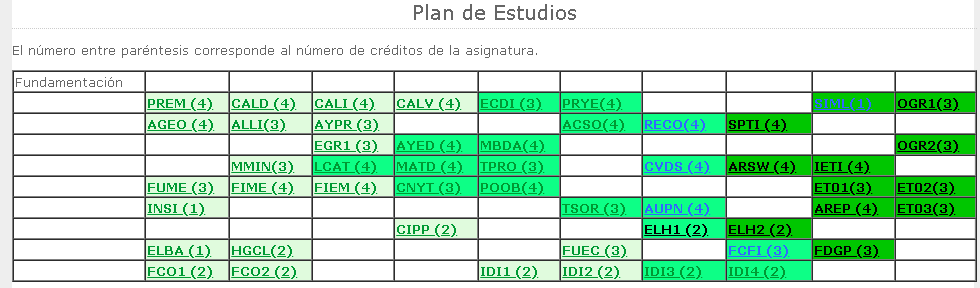 Plan de Estudios
El número entre paréntesis corresponde al número de créditos de la asignatura.
Fundamentación
PREM (4) CALD (4) CALI (4) CALV (4) ECDI (3) PRYE(4) SIMI (1) OGR1(3)
AGEO (4) ALLI(3) AYPR (3) ACSO(4) RECO(4) SPTI (4)
EGR1 (3) AYED (4) MBDA(4) OGR2(3)
MMIN(3) LCAT (4) MATD (4) TPRO (3) CVDS (4) ARSW (4) IETI (4)
FUME (3) FIME (4) FIEM (4) CNYT (3) POOB(4) ET01(3) ET02(3)
INSI (1) TSOR (3) AUPN (4) AREP (4) ET03(3)
CIPP (2) ELH1 (2) ELH2 (2)
ELBA (1) HGCL(2) FUEC (3) FCFI (3) FDGP (3)
FCO1 (2) FCO2 (2) IDI1 (2) IDI2 (2) IDI3 (2) IDI4 (2)